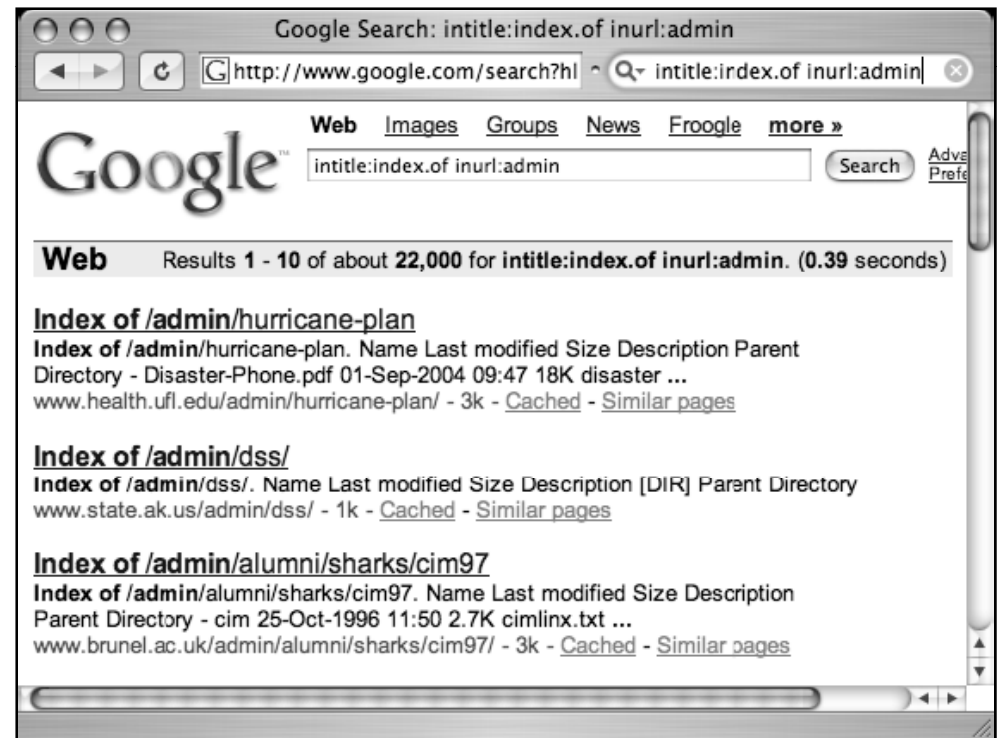 Google Search: intitle:index.of inurl:admin
http://www.google.com/search?hl
intitle:index.of inurl:admin
Google™
Web Images Groups News Froogle more »
intitle:index.of inurl:admin Search Adva
Prefe
Web Results 1 - 10 of about 22,000 for intitle:index.of inurl:admin. (0.39 seconds)
Index of /admin/hurricane-plan
Index of /admin/hurricane-plan. Name Last modified Size Description Parent
Directory - Disaster-Phone.pdf 01-Sep-2004 09:47 18K disaster ...
www.health.ufl.edu/admin/hurricane-plan/ - 3k - Cached - Similar pages
Index of /admin/dss/
Index of /admin/dss/. Name Last modified Size Description [DIR] Parent Directory
www.state.ak.us/admin/dss/ - 1k - Cached - Similar pages
Index of /admin/alumni/sharks/cim97
Index of /admin/alumni/sharks/cim97. Name Last modified Size Description
Parent Directory - cim 25-Oct-1996 11:50 2.7K cimlinx.txt ...
www.brunel.ac.uk/admin/alumni/sharks/cim97/ - 3k - Cached - Similar pages